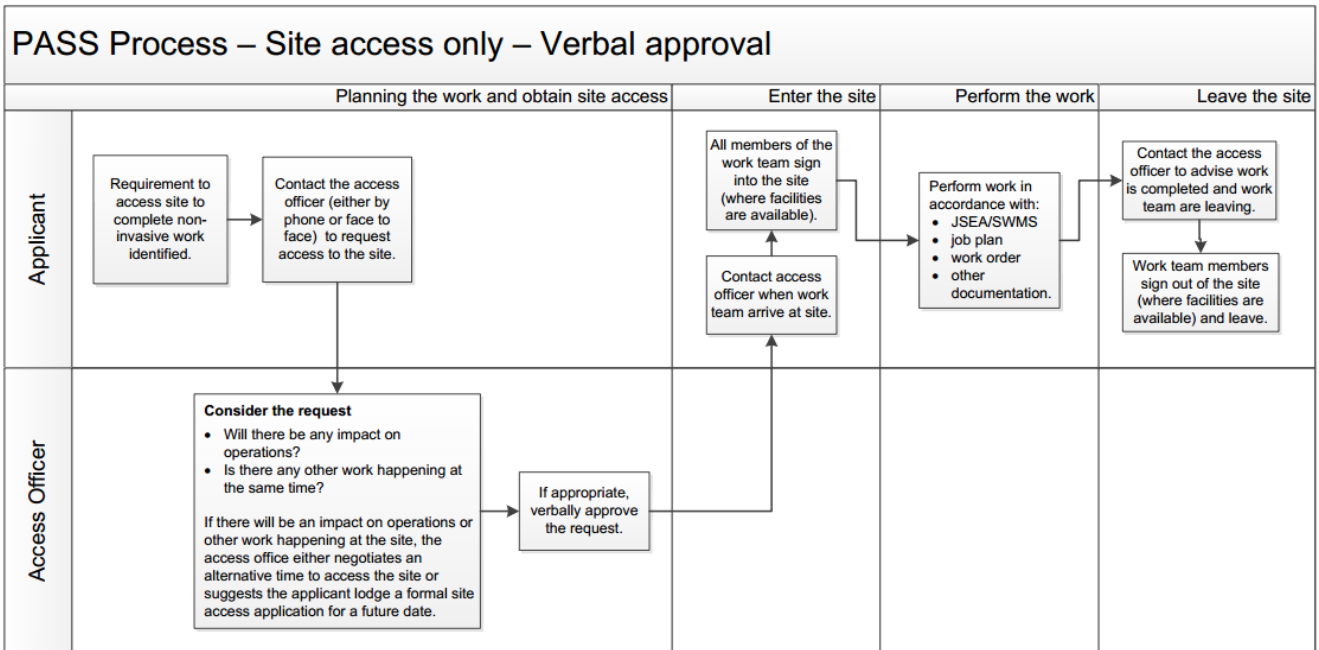 PASS Process – Site access only – Verbal approval
Planning the work and obtain site access
Enter the site
Perform the work
Leave the site
Applicant
Requirement to
access site to
complete non-
invasive work
identified.
Contact the access
officer (either by
phone or face to
face) to request
access to the site.
All members of the
work team sign
into the site
(where facilities
are available).
Contact access
officer when work
team arrive at site.
Perform work in
accordance with:
• JSEA/SWMS
• job plan
• work order
• other
documentation.
Contact the access
officer to advise work
is completed and work
team are leaving.
Work team members
sign out of the site
(where facilities are
available) and leave.
Access Officer
Consider the request
• Will there be any impact on
operations?
• Is there any other work happening at
the same time?
If there will be an impact on operations or
other work happening at the site, the
access office either negotiates an
alternative time to access the site or
suggests the applicant lodge a formal site
access application for a future date.
If appropriate,
verbally approve
the request.